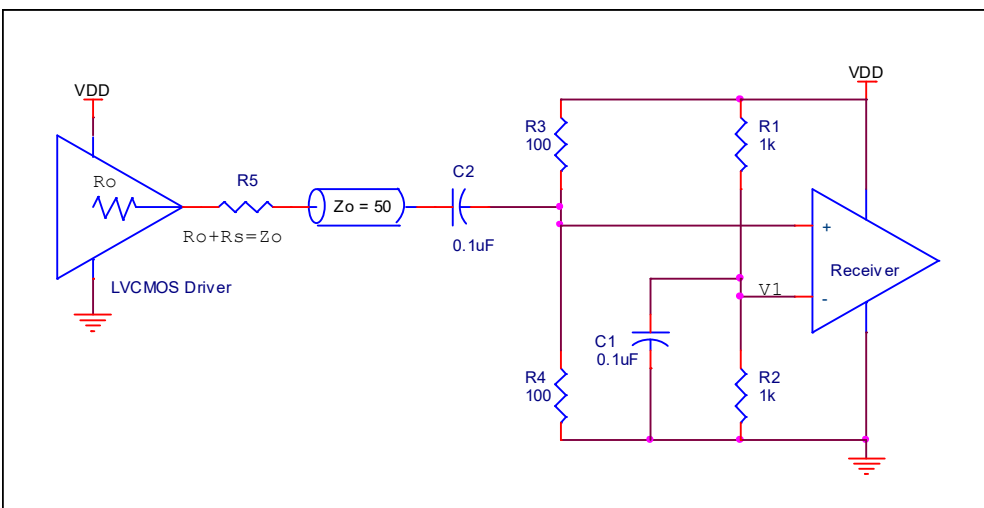 VDD
Ro
R5
Ro+Rs=Zo
LVCMOS Driver
Zo = 50
C2
0.1uF
VDD
R3
100
R1
1k
+
Receiver
V1
-
C1
0.1uF
R4
100
R2
1k